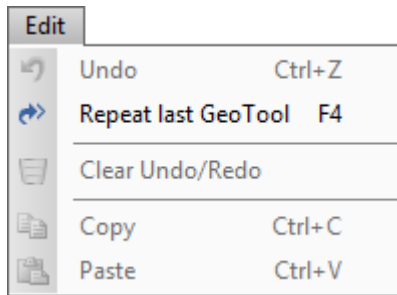 Edit
Undo Ctrl+Z
Repeat last GeoTool F4
Clear Undo/Redo
Copy Ctrl+C
Paste Ctrl+V